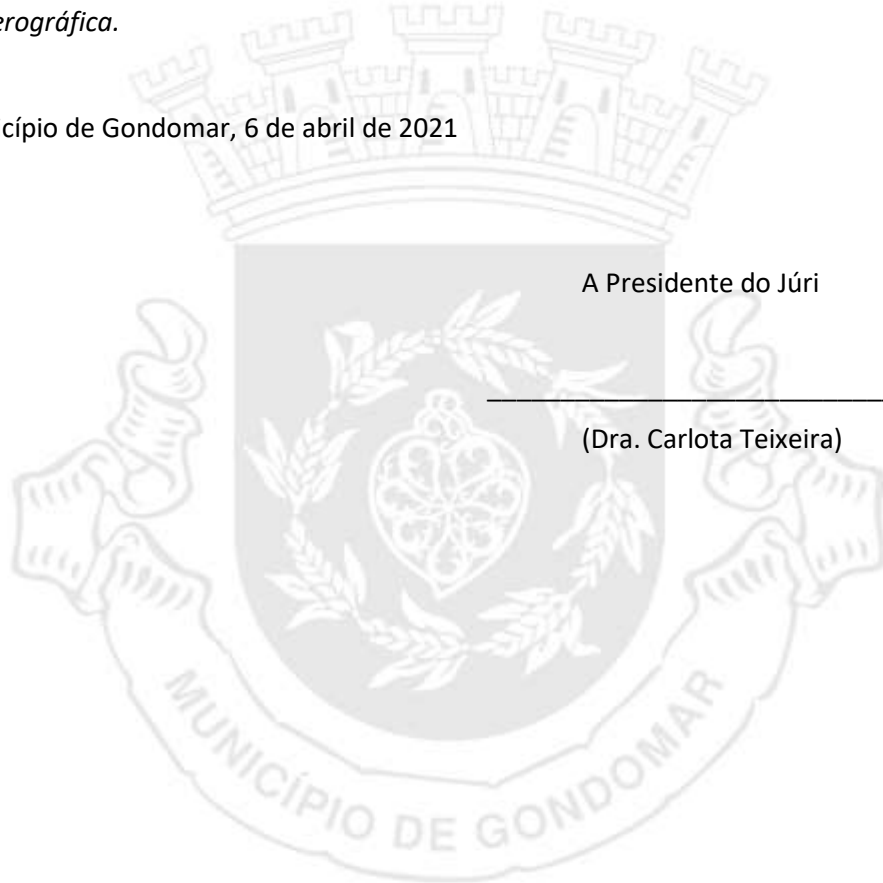 erográfica.
cípio de Gondomar, 6 de abril de 2021
A Presidente do Júri
(Dra. Carlota Teixeira)
MUNICÍPIO DE GONDOMAR